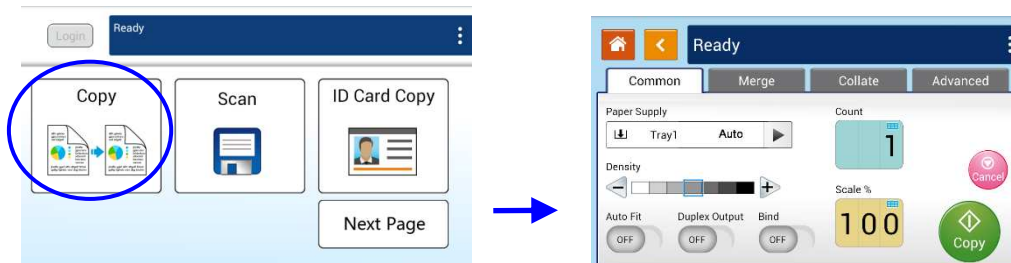 Login
Ready
Copy
Scan
ID Card Copy
Next Page
Ready
Common Merge Collate Advanced
Paper Supply
Tray1 Auto
Density
Auto Fit Duplex Output Bind
OFF OFF OFF
Count
1
Scale %
100
Cancel
Copy